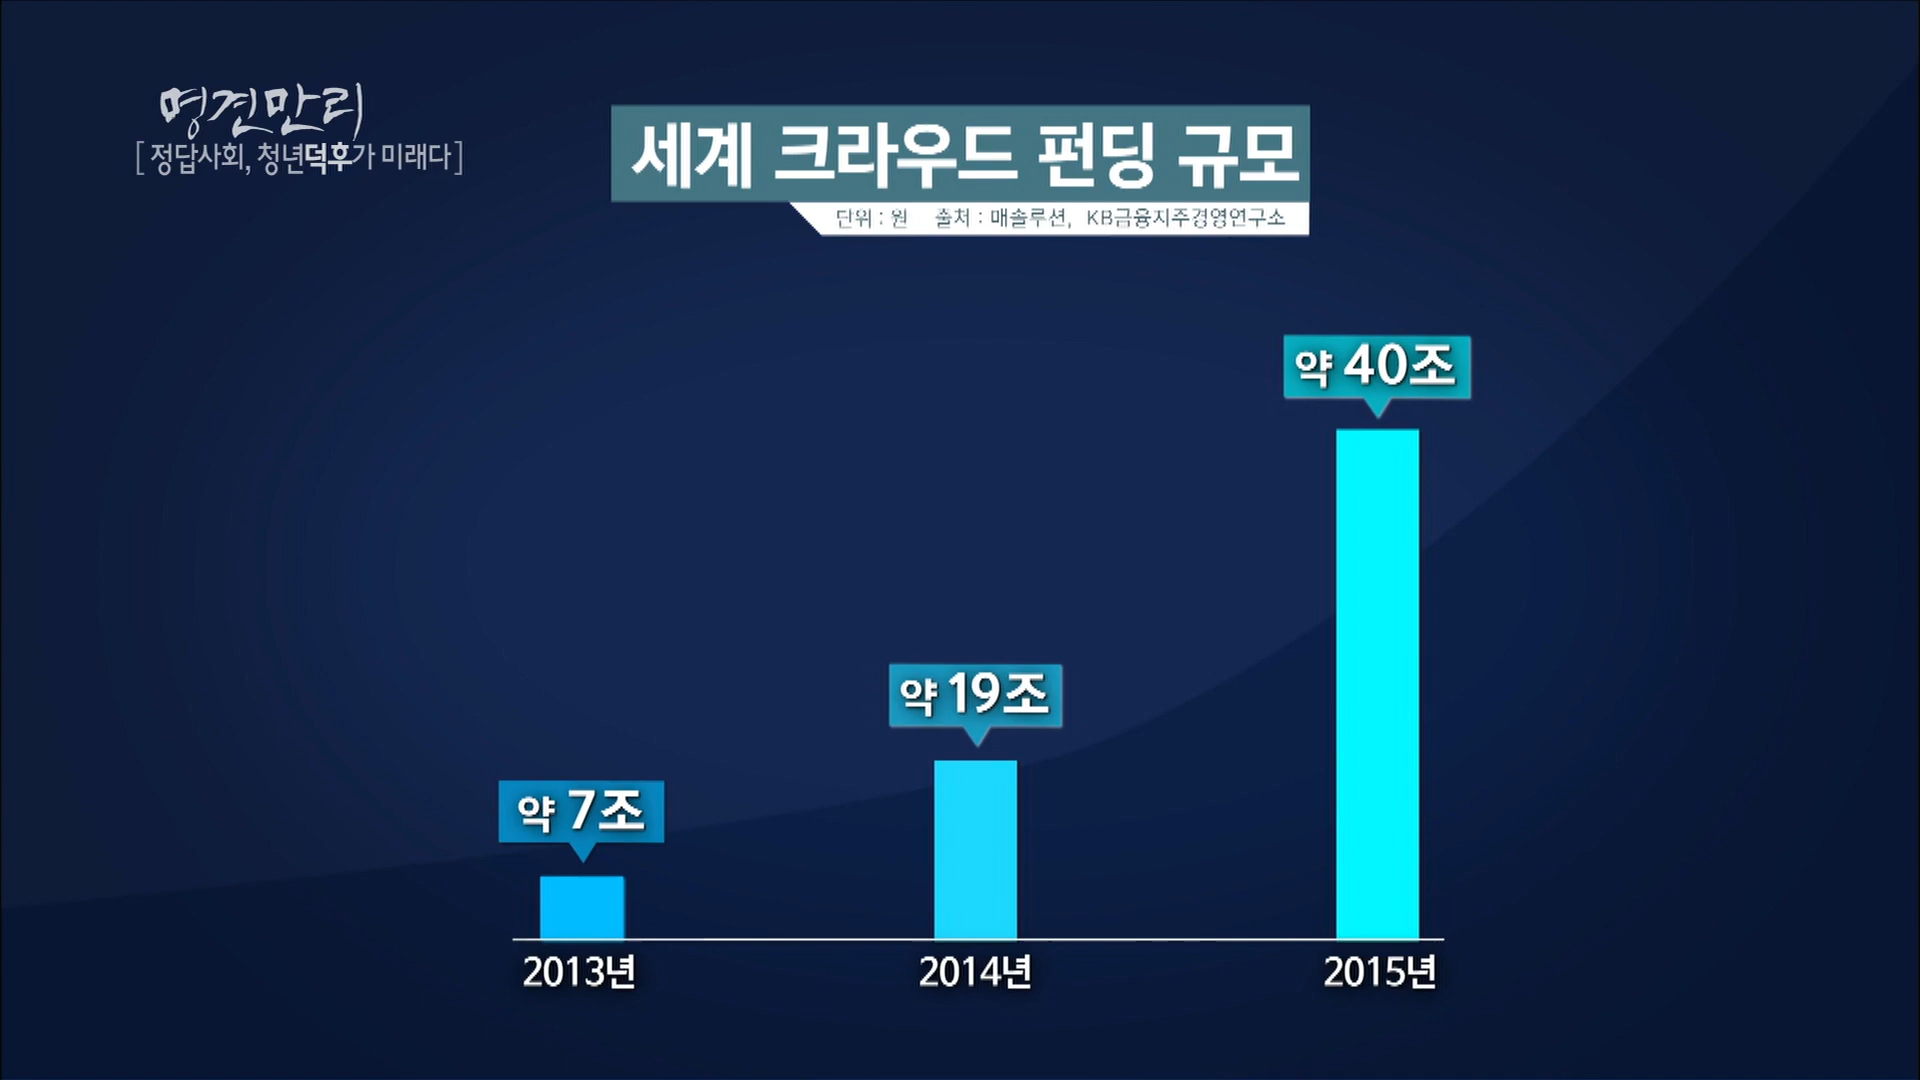 명견만리
[ 정답사회, 청년덕후가 미래다 ]
세계 크라우드 펀딩 규모
단위 : 원 출처 : 매솔루션, KB금융지주경영연구소
약 40조
약 19조
약 7조
2013년 2014년 2015년